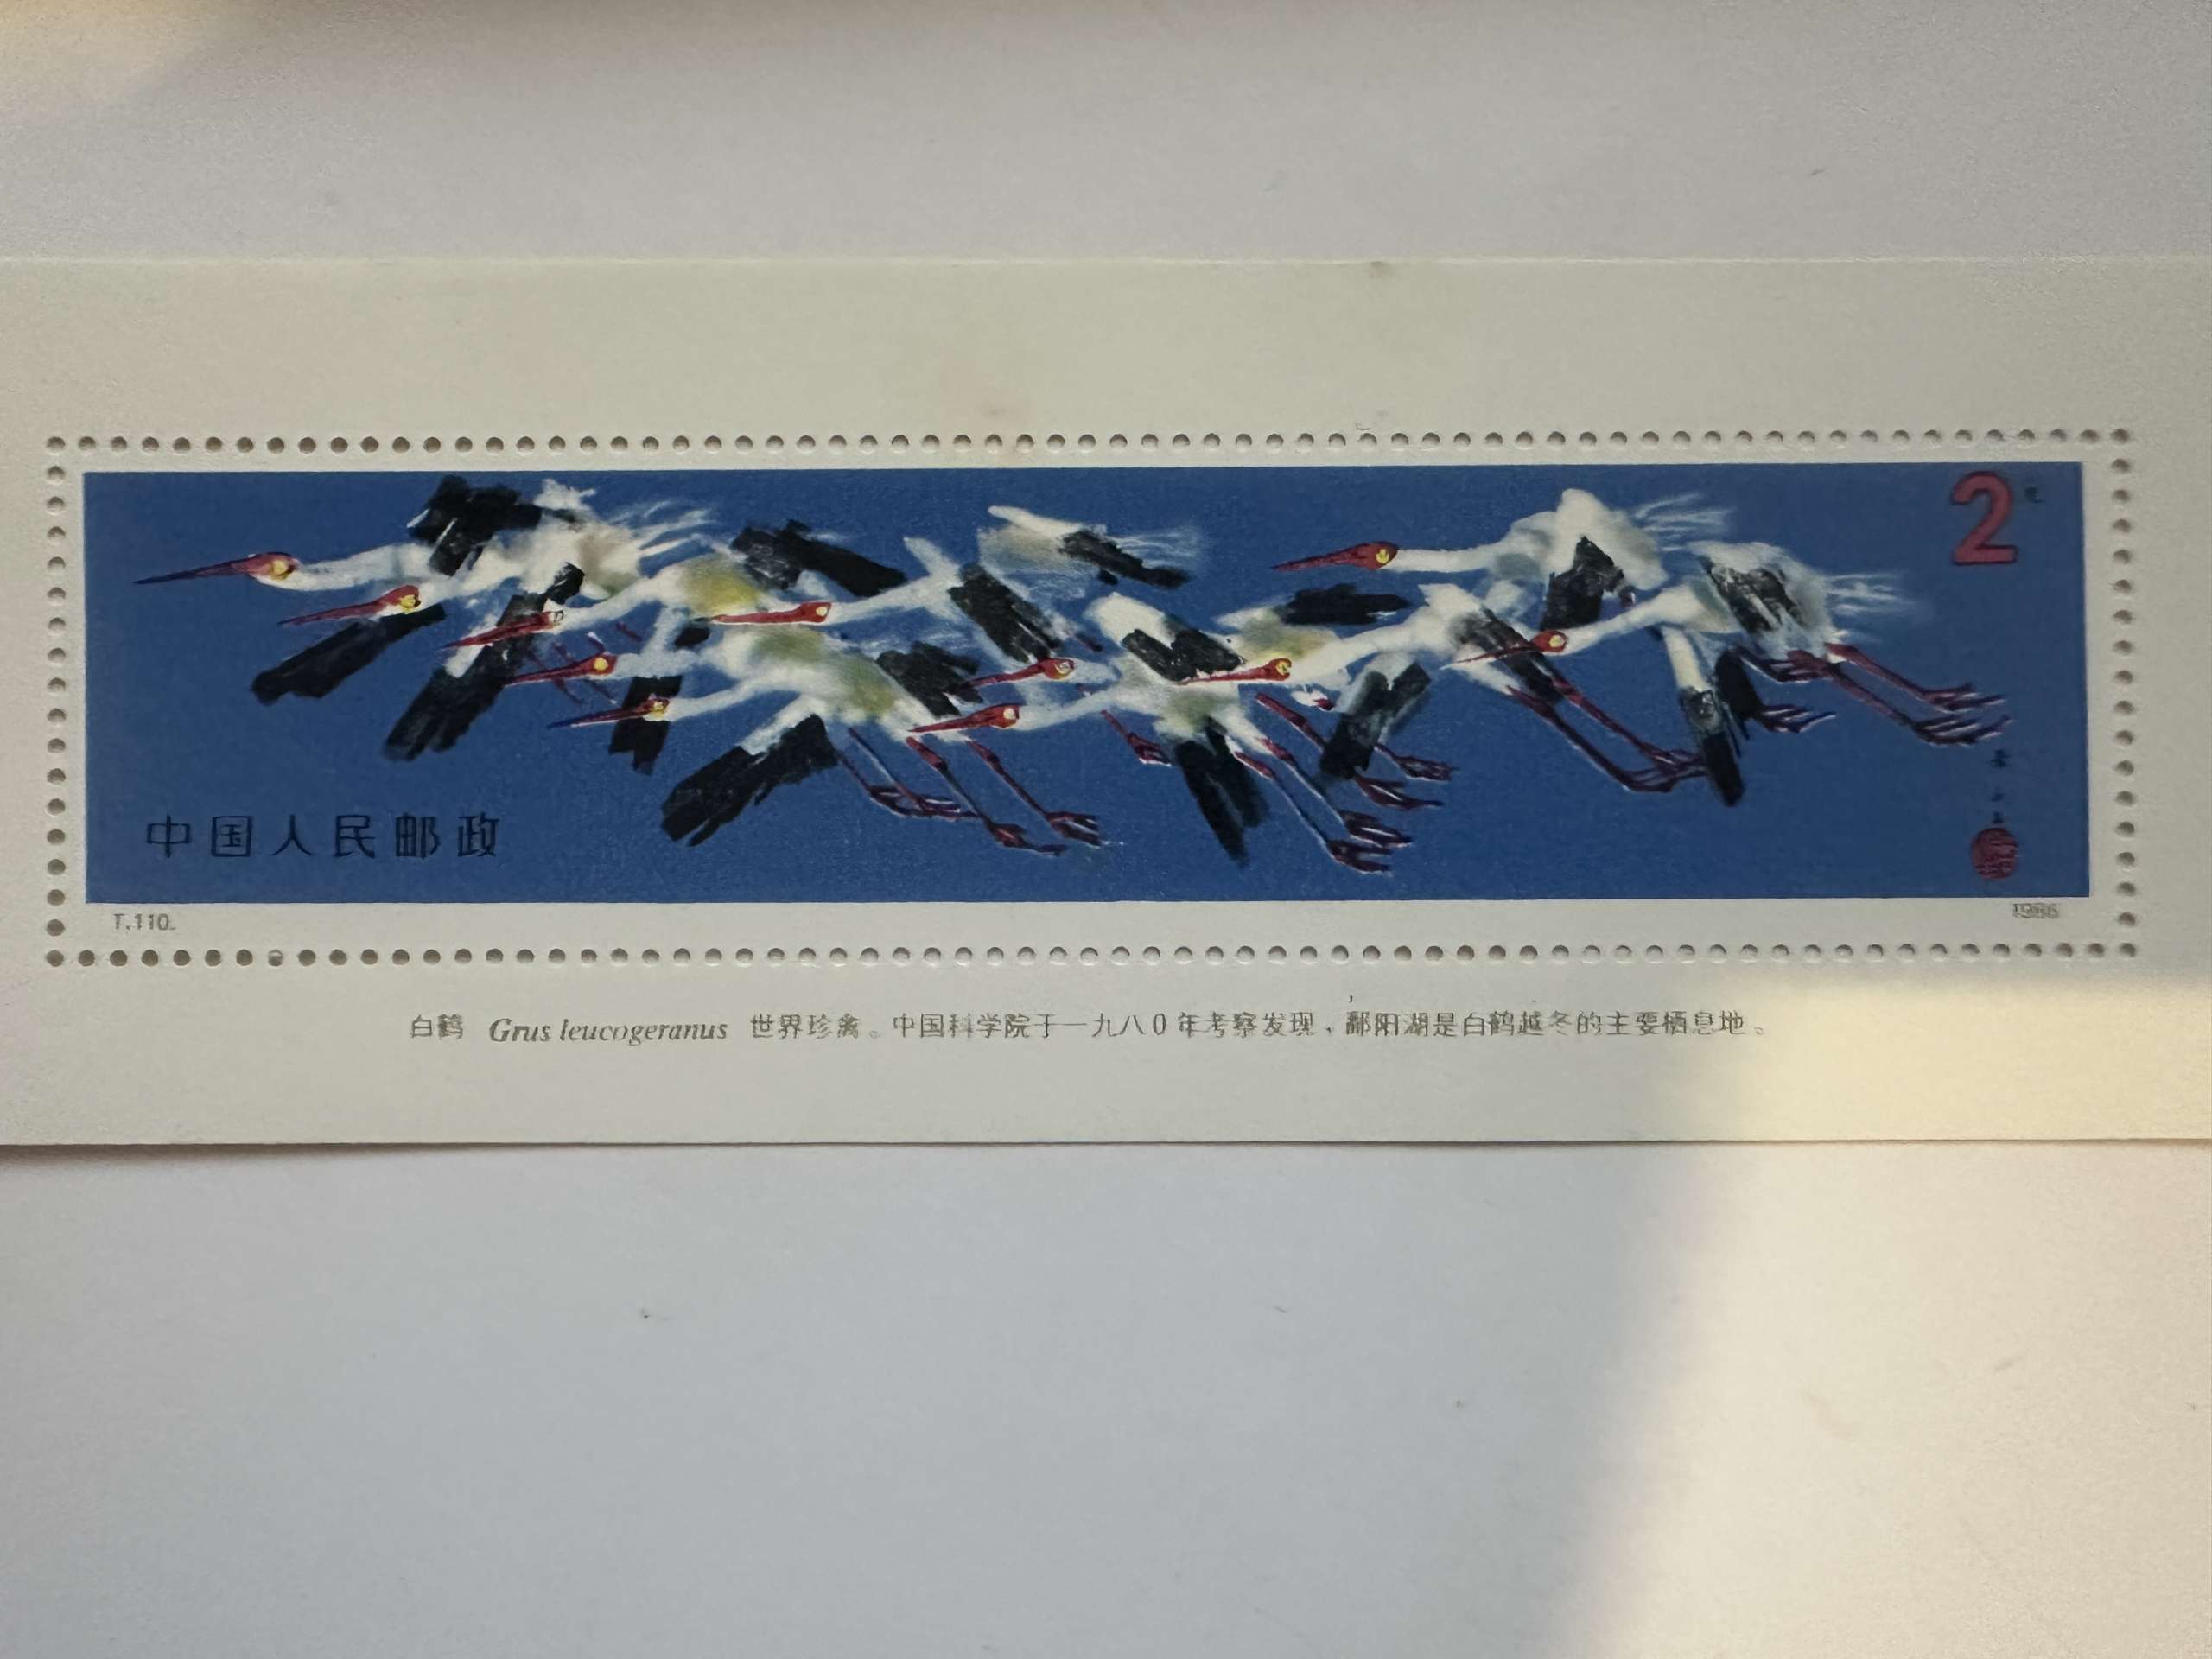 2元
中国人民邮政
T.110.
1986
白鹤 Grus leucogeranus 世界珍禽。中国科学院于一九八0年考察发现，鄱阳湖是白鹤越冬的主要栖息地。